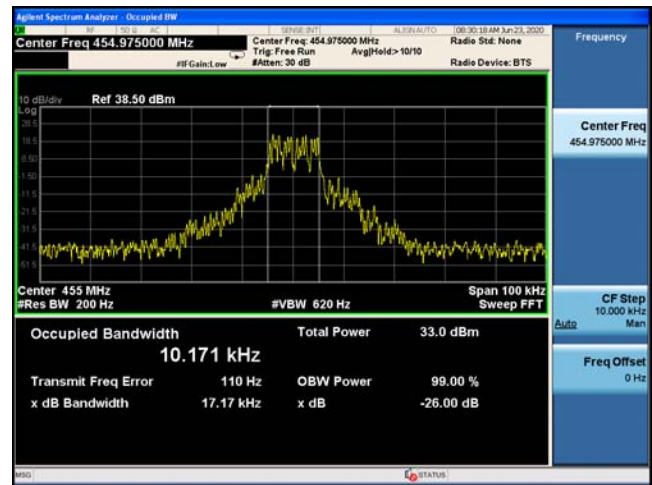 Agilent Spectrum Analyzer - Occupied BW
RF 50 Ω AC SENSE:INT ALIGN AUTO 08:30:18 AM Jun 23, 2020
Center Freq 454.975000 MHz
Center Freq: 454.975000 MHz
Radio Std: None
Trig: Free Run Avg|Hold:> 10/10
#IFGain:Low #Atten: 30 dB Radio Device: BTS
Frequency
10 dB/div Ref 38.50 dBm
Log
28.5
18.5
8.50
-1.50
-11.5
-21.5
-31.5
-41.5
-51.5
Center Freq
454.975000 MHz
Center 455 MHz Span 100 kHz
#Res BW 200 Hz #VBW 620 Hz Sweep FFT
CF Step
10.000 kHz
Auto Man
Occupied Bandwidth Total Power 33.0 dBm
10.171 kHz
Transmit Freq Error 110 Hz OBW Power 99.00 %
x dB Bandwidth 17.17 kHz x dB -26.00 dB
Freq Offset
0 Hz
MSG STATUS